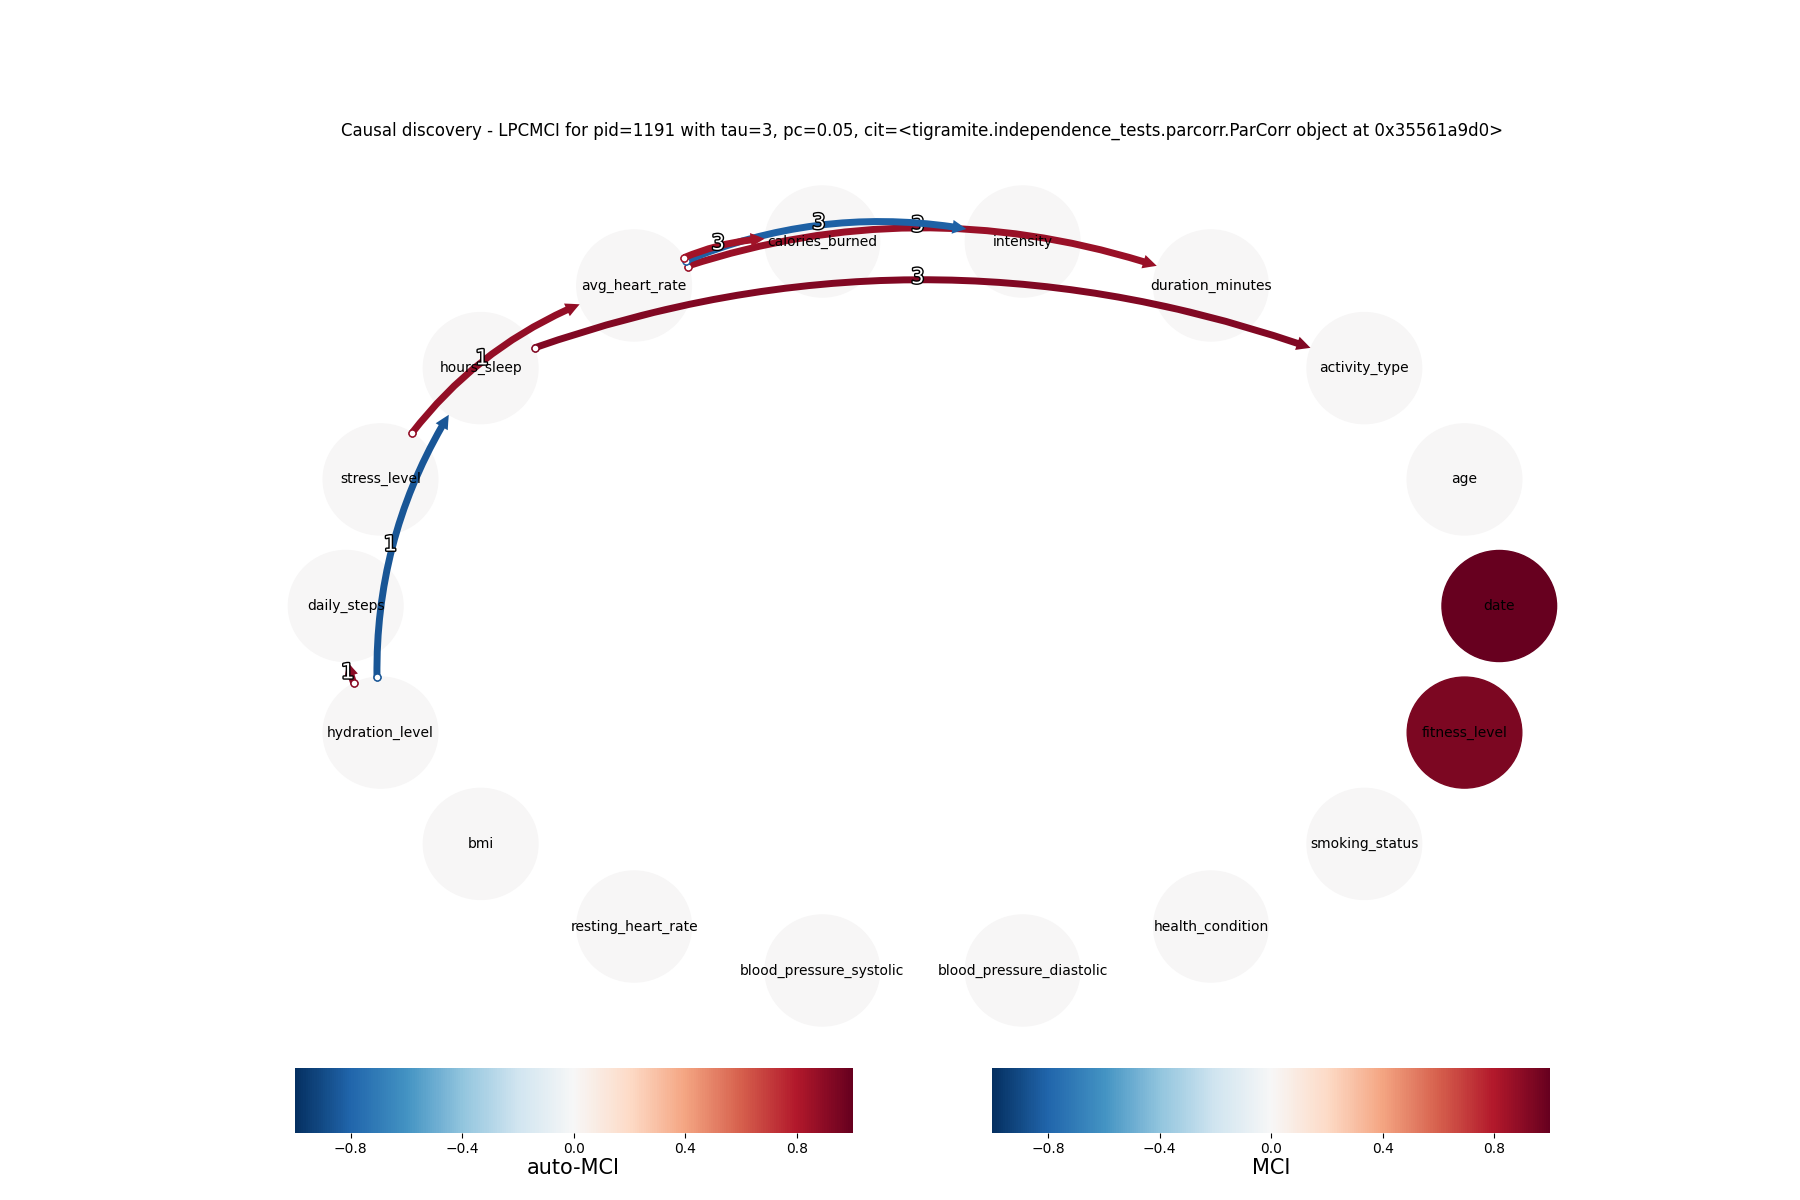 Causal discovery - LPCMCI for pid=1191 with tau=3, pc=0.05, cit=<tigramite.independence_tests.parcorr.ParCorr object at 0x35561a9d0>
3
3
3
calories_burned
intensity
3
avg_heart_rate
duration_minutes
1
hours_sleep
activity_type
stress_level
age
1
daily_steps
date
1
hydration_level
fitness_level
bmi
smoking_status
resting_heart_rate
health_condition
blood_pressure_systolic
blood_pressure_diastolic
−0.8 −0.4 0.0 0.4 0.8
auto-MCI
−0.8 −0.4 0.0 0.4 0.8
MCI